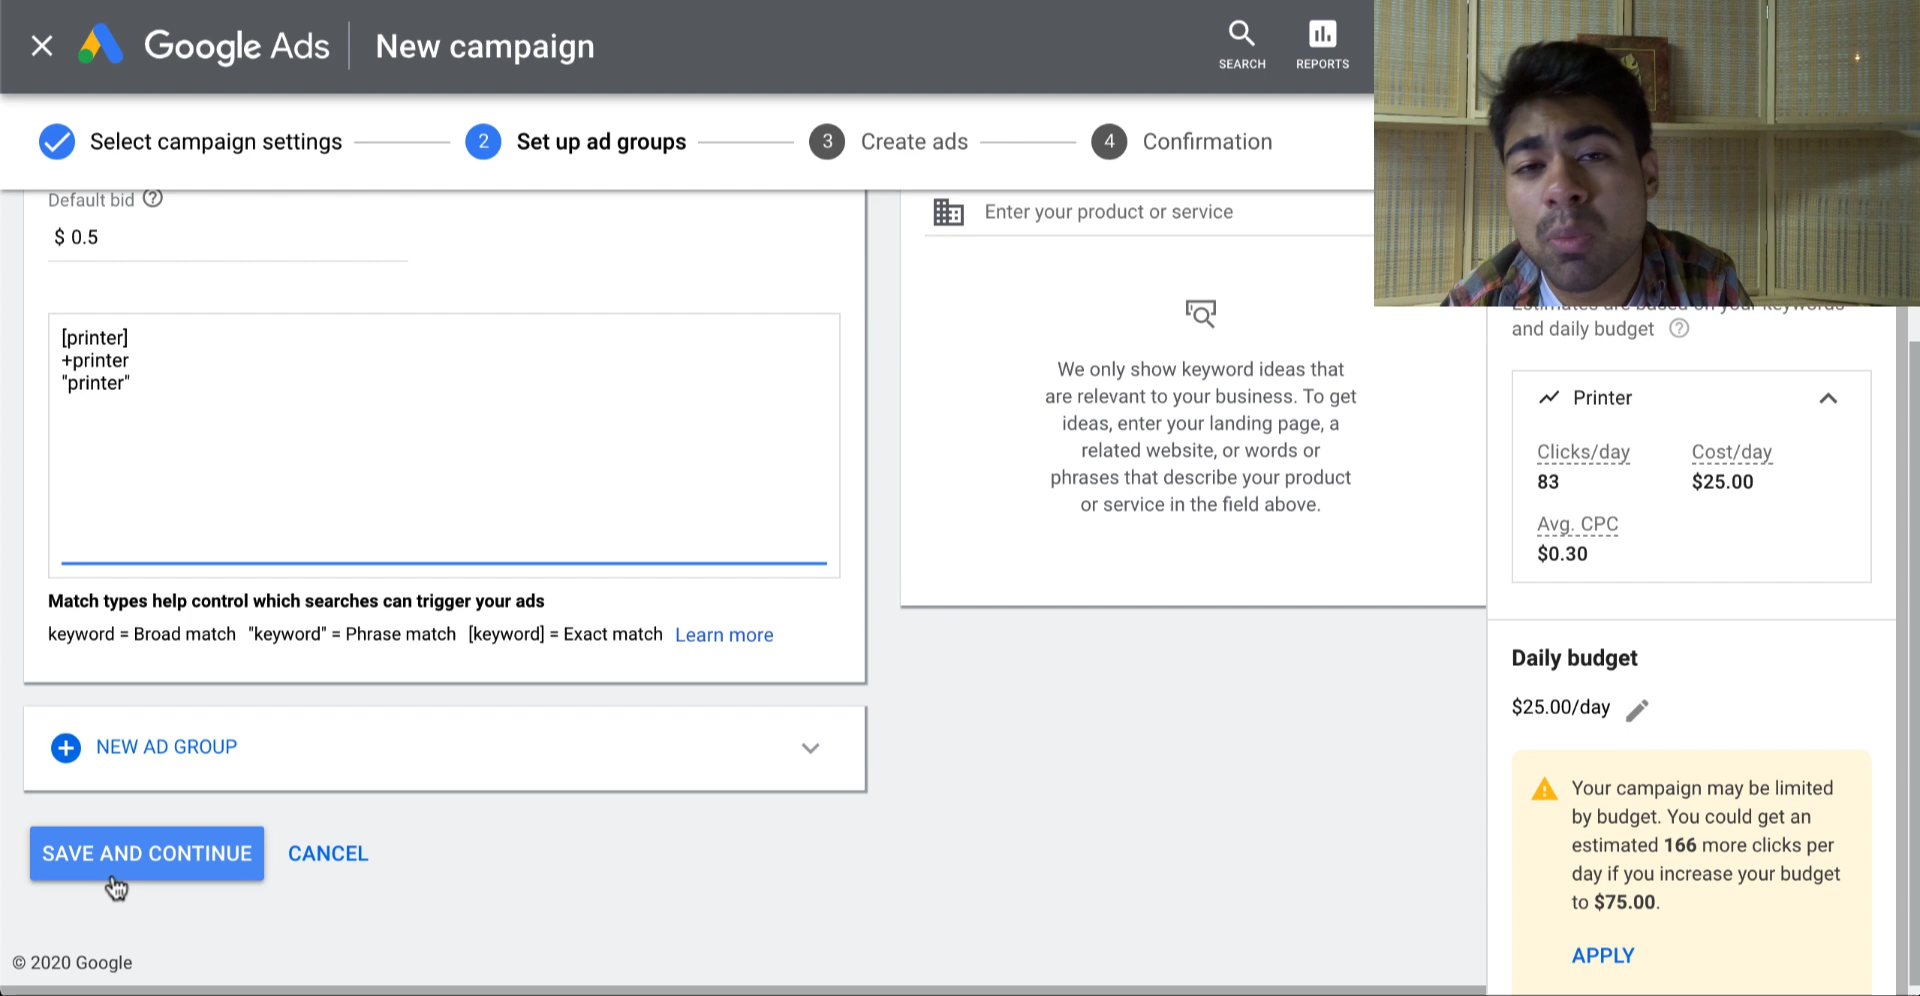 Google Ads
New campaign
SEARCH
REPORTS
Select campaign settings
2
Set up ad groups
3
Create ads
4
Confirmation
Default bid
$ 0.5
[printer]
+printer
"printer"
Match types help control which searches can trigger your ads
keyword = Broad match "keyword" = Phrase match [keyword] = Exact match Learn more
NEW AD GROUP
SAVE AND CONTINUE
CANCEL
© 2020 Google
Enter your product or service
We only show keyword ideas that
are relevant to your business. To get
ideas, enter your landing page, a
related website, or words or
phrases that describe your product
or service in the field above.
Estimates are based on your keywords
and daily budget
Printer
Clicks/day
83
Cost/day
$25.00
Avg. CPC
$0.30
Daily budget
$25.00/day
Your campaign may be limited
by budget. You could get an
estimated 166 more clicks per
day if you increase your budget
to $75.00.
APPLY